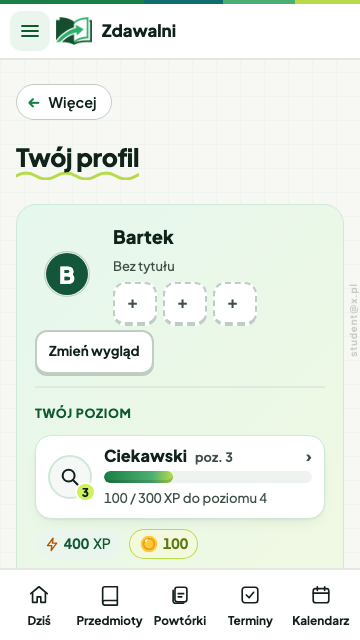 Zdawalni
← Więcej
Twój profil
B
Bartek
Bez tytułu
+ + +
Zmień wygląd
TWÓJ POZIOM
Ciekawski poz. 3 ›
3
100 / 300 XP do poziomu 4
400 XP 100
student@x.pl
Dziś Przedmioty Powtórki Terminy Kalendarz